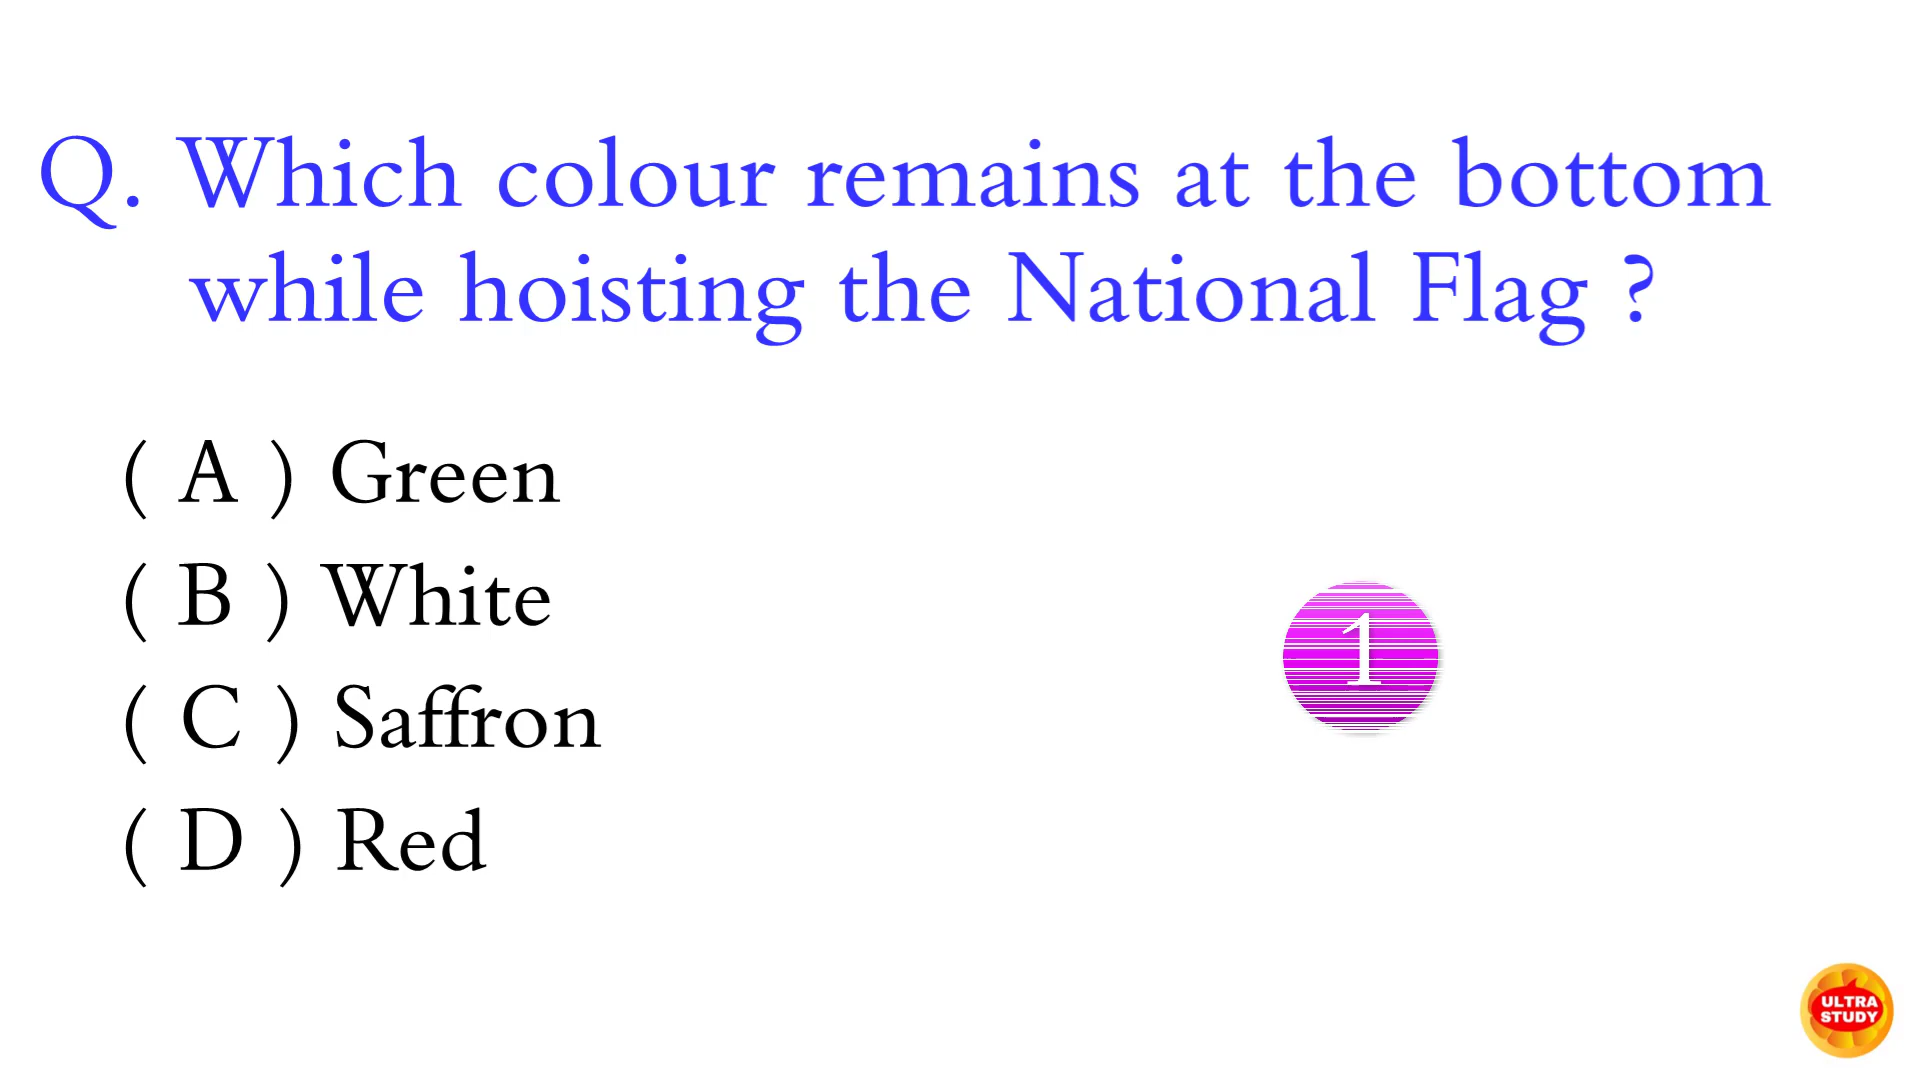 Q. Which colour remains at the bottom
while hoisting the National Flag ?
( A ) Green
( B ) White
( C ) Saffron
( D ) Red
1
ULTRA
STUDY